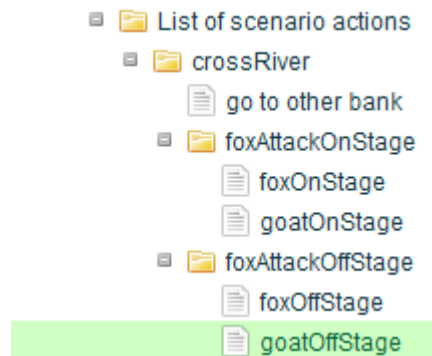 List of scenario actions
crossRiver
go to other bank
foxAttackOnStage
foxOnStage
goatOnStage
foxAttackOffStage
foxOffStage
goatOffStage